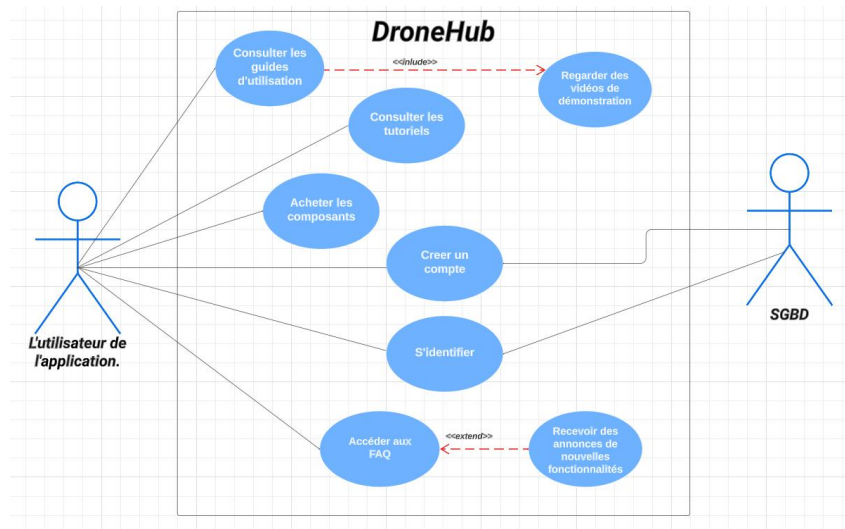 DroneHub
Consulter les
guides
d'utilisation
<<inlude>>
Regarder des
vidéos de
démonstration
Consulter les
tutoriels
Acheter les
composants
Creer un
compte
S'identifier
L'utilisateur de
l'application.
SGBD
Accéder aux
FAQ
<<extend>>
Recevoir des
annonces de
nouvelles
fonctionnalités